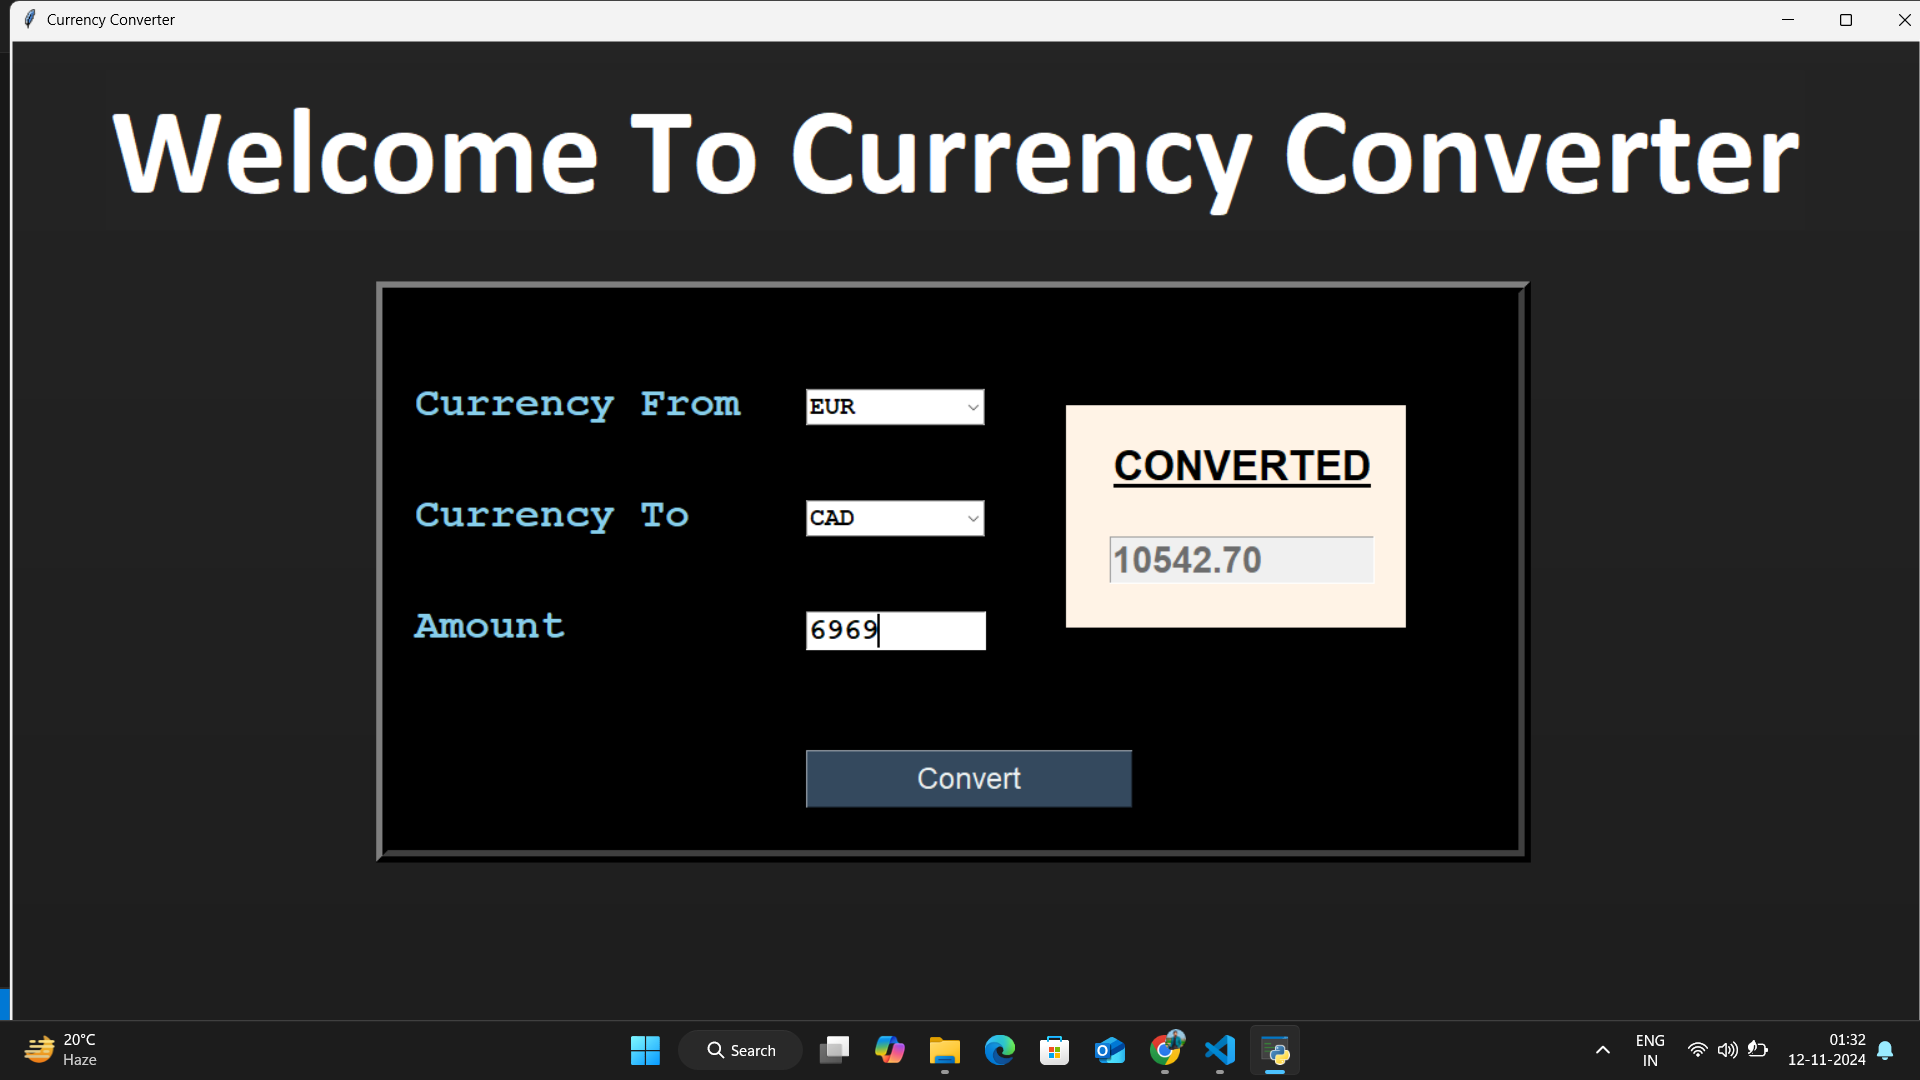 Currency Converter
Welcome To Currency Converter
Currency From
EUR
CONVERTED
Currency To
CAD
10542.70
Amount
6969
Convert
20°C
Haze
Search
ENG
IN
01:32
12-11-2024